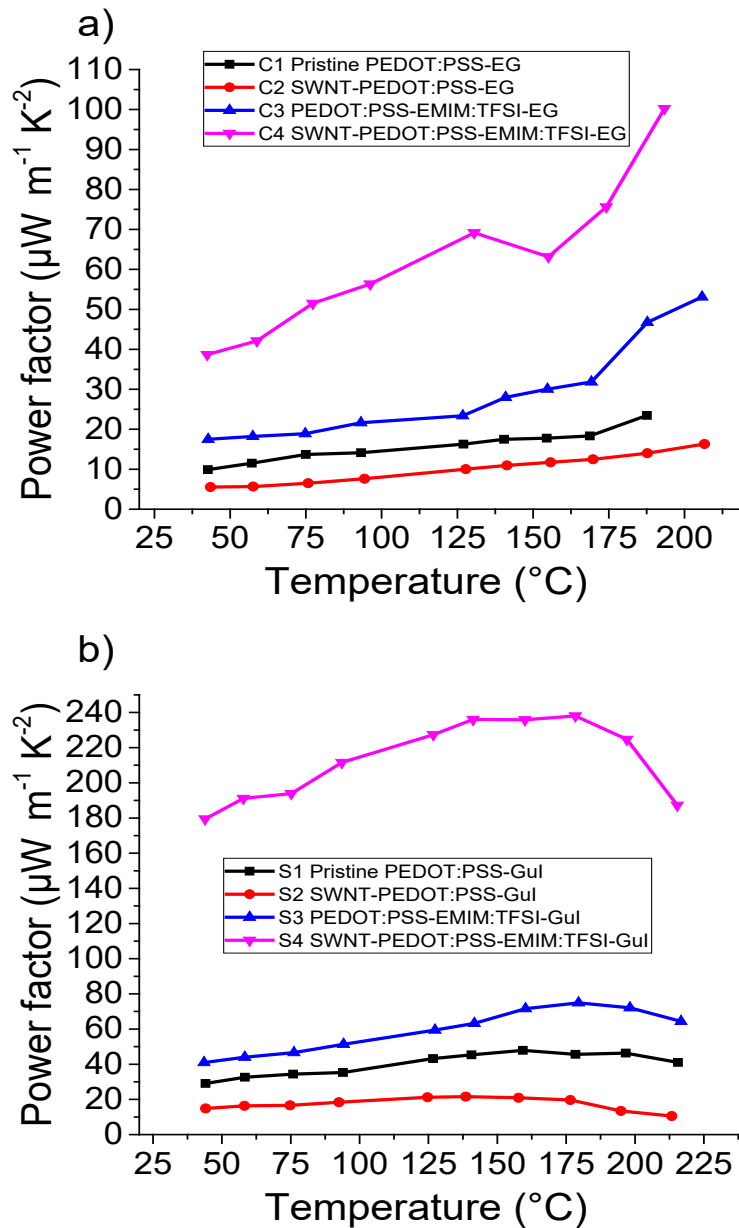 a)
C1 Pristine PEDOT:PSS-EG
C2 SWNT-PEDOT:PSS-EG
C3 PEDOT:PSS-EMIM:TFSI-EG
C4 SWNT-PEDOT:PSS-EMIM:TFSI-EG
Power factor (µW m⁻¹ K⁻²)
110
100
90
80
70
60
50
40
30
20
10
0
25 50 75 100 125 150 175 200
Temperature (°C)
b)
Power factor (µW m⁻¹ K⁻²)
240
220
200
180
160
140
120
100
80
60
40
20
0
S1 Pristine PEDOT:PSS-GuI
S2 SWNT-PEDOT:PSS-GuI
S3 PEDOT:PSS-EMIM:TFSI-GuI
S4 SWNT-PEDOT:PSS-EMIM:TFSI-GuI
25 50 75 100 125 150 175 200 225
Temperature (°C)